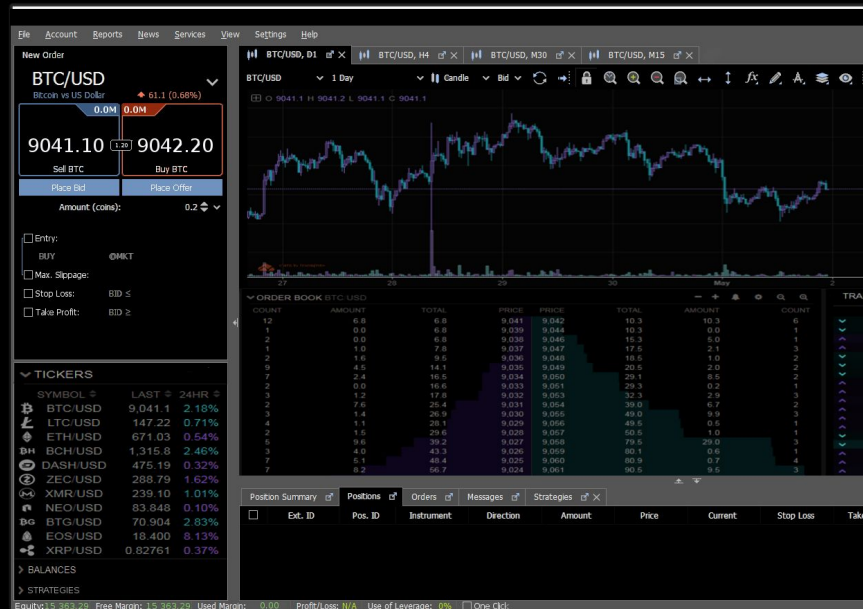 File Account Reports News Services View Settings Help
New Order
BTC/USD
Bitcoin vs US Dollar 61.1 (0.68%)
0.0M 0.0M
9041.10 1.20 9042.20
Sell BTC Buy BTC
Place Bid Place Offer
Amount (coins): 0.2
Entry:
BUY @MKT
Max. Slippage:
Stop Loss: BID ≤
Take Profit: BID ≥
TICKERS
SYMBOL LAST 24HR
BTC/USD 9,041.1 2.18%
LTC/USD 147.22 0.71%
ETH/USD 671.03 0.54%
BCH/USD 1,315.8 2.46%
DASH/USD 475.19 0.32%
ZEC/USD 288.79 1.62%
XMR/USD 239.10 1.01%
NEO/USD 83.848 0.10%
BTG/USD 70.904 2.83%
EOS/USD 18.400 8.13%
XRP/USD 0.82761 0.37%
BALANCES
STRATEGIES
BTC/USD, D1 BTC/USD, H4 BTC/USD, M30 BTC/USD, M15
BTC/USD 1 Day Candle Bid
O 9041.1 H 9041.2 L 9041.1 C 9041.1
27 28 29 30 May 2
ORDER BOOK BTC USD
TRA
COUNT AMOUNT TOTAL PRICE PRICE TOTAL AMOUNT COUNT
12 6.8 6.8 9,041 9,042 10.3 10.3 6
1 0.0 6.8 9,039 9,044 10.3 0.0 1
2 0.0 6.8 9,038 9,046 15.3 5.0 1
1 1.0 7.8 9,037 9,047 17.5 2.1 3
2 1.6 9.5 9,036 9,048 18.5 1.0 2
9 4.5 14.1 9,035 9,049 20.5 2.0 2
7 2.4 16.5 9,034 9,050 29.1 8.5 2
2 0.0 16.6 9,033 9,051 29.3 0.2 1
3 1.2 17.8 9,032 9,053 32.3 2.9 3
2 7.6 25.4 9,031 9,054 39.0 6.7 2
3 1.4 26.9 9,030 9,055 49.0 9.9 3
4 1.1 28.1 9,029 9,056 49.5 0.5 1
2 1.5 29.6 9,028 9,057 50.5 1.0 1
5 9.6 39.2 9,027 9,058 79.5 29.0 3
3 4.0 43.3 9,026 9,059 80.1 0.6 1
7 5.1 48.4 9,025 9,060 80.9 0.7 4
7 8.2 56.7 9,024 9,061 90.5 9.5 3
Position Summary Positions Orders Messages Strategies
Ext. ID Pos. ID Instrument Direction Amount Price Current Stop Loss Take
Equity: 15 363.29 Free Margin: 15 363.29 Used Margin: 0.00 Profit/Loss: N/A Use of Leverage: 0% One Click